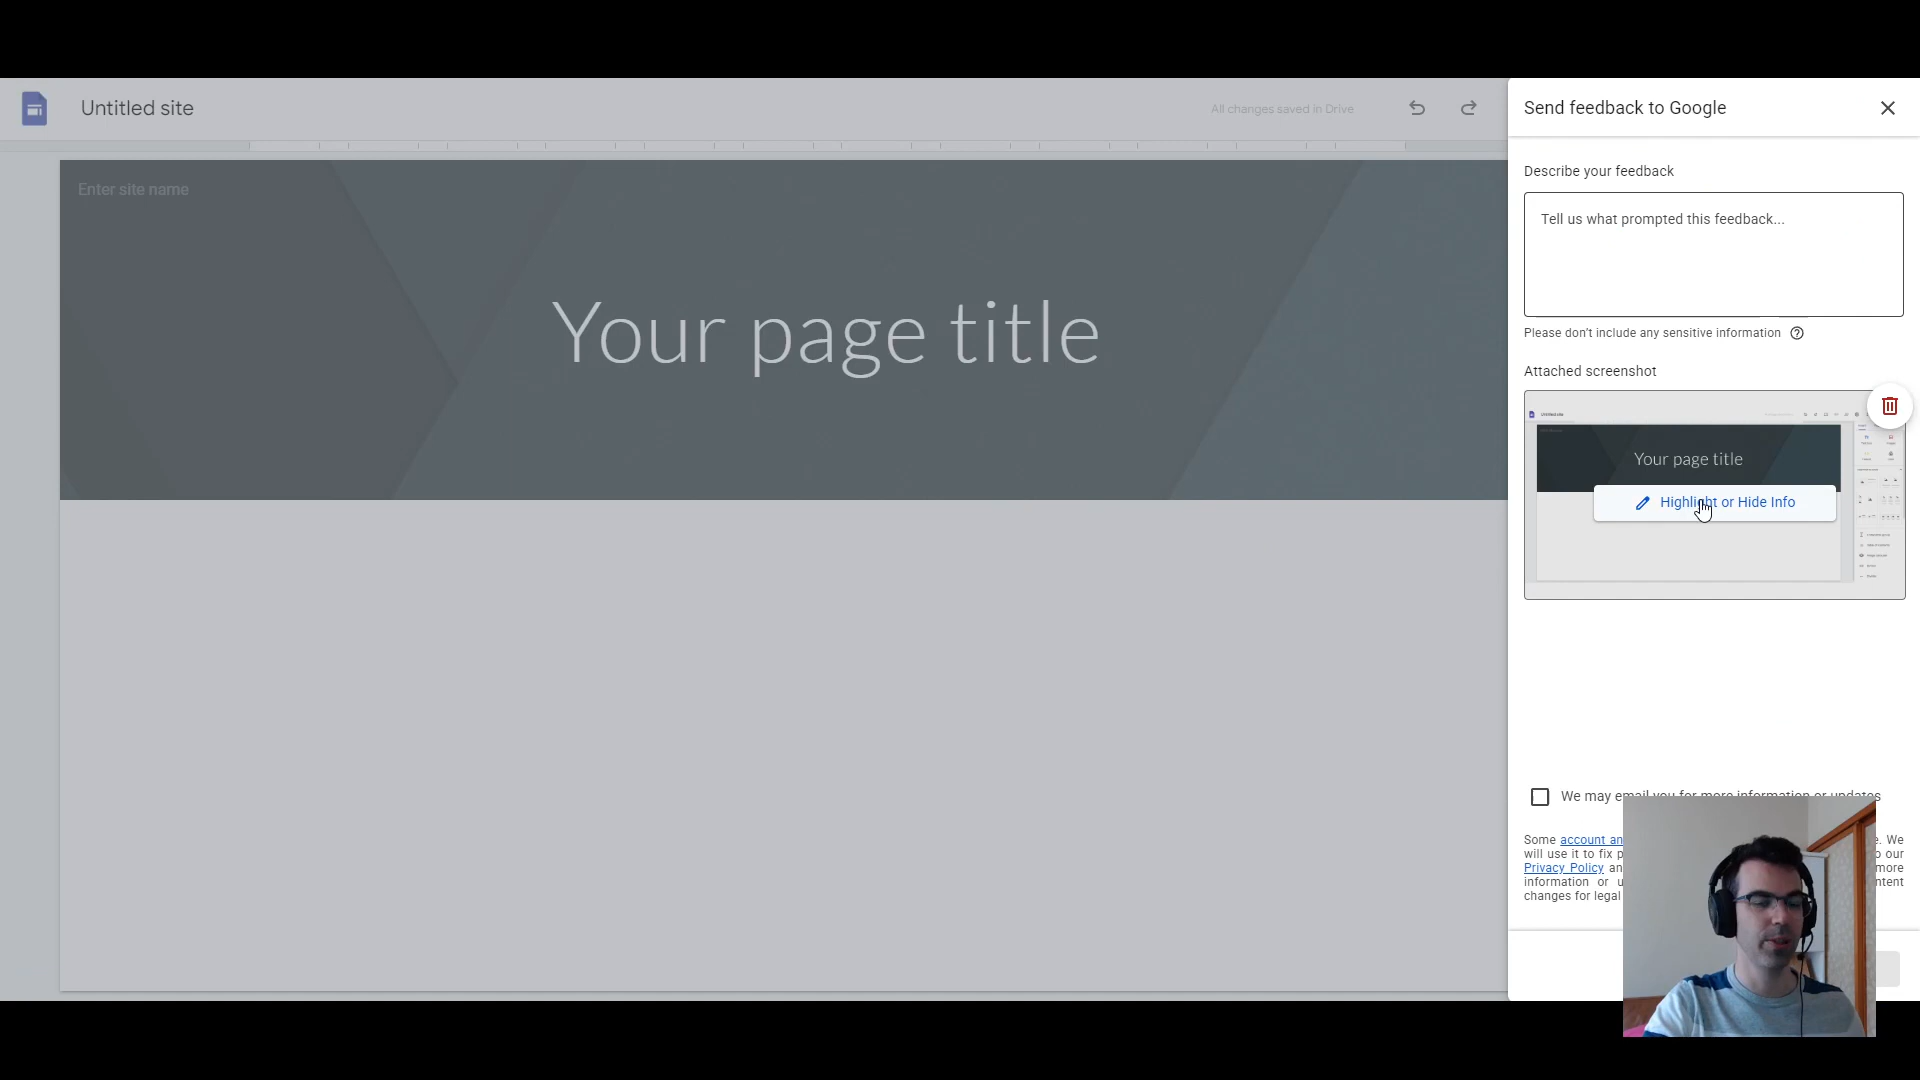 Untitled site
All changes saved in Drive
Enter site name
Your page title
Send feedback to Google
Describe your feedback
Tell us what prompted this feedback...
Please don't include any sensitive information
Attached screenshot
Untitled site
Your page title
Highlight or Hide Info
We may email you for more information or updates
Some account an
e. We
will use it to fix p
o our
Privacy Policy an
more
information or u
ntent
changes for legal